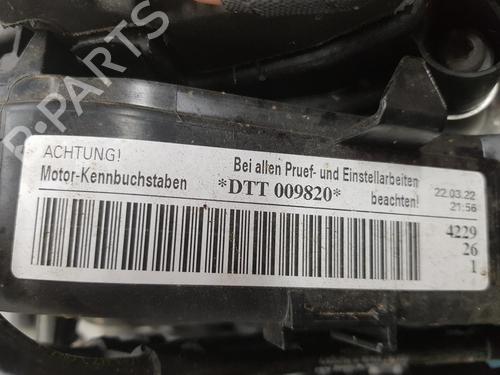 B-PARTS
ACHTUNG! Bei allen Pruef- und Einstellarbeiten 22.03.22
Motor-Kennbuchstaben *DTT 009820* beachten! 21:56
4229
26
1